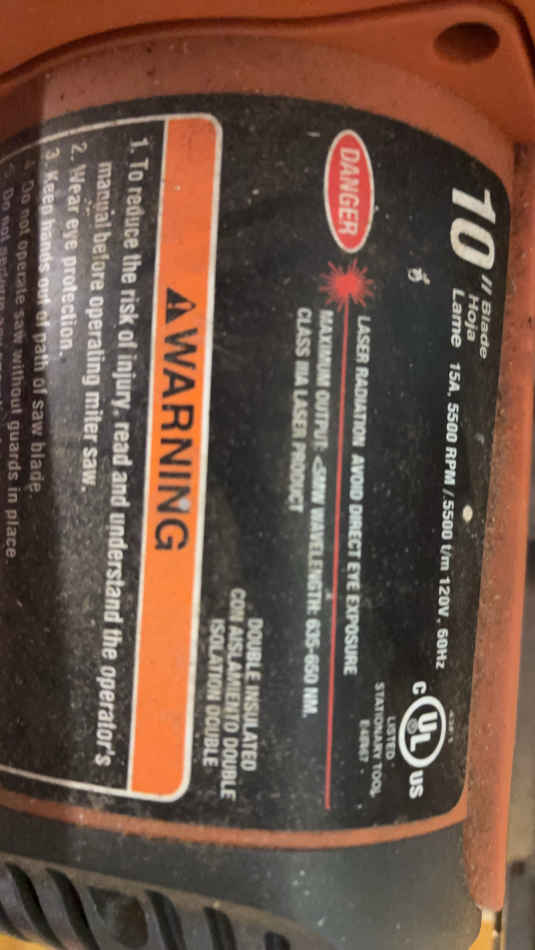 10" Blade
Hoja
Lame 15A, 5500 RPM / 5500 t/m 120V, 60Hz
C UL US
LISTED
STATIONARY TOOL
DANGER
LASER RADIATION AVOID DIRECT EYE EXPOSURE
MAXIMUM OUTPUT: <5MW WAVELENGTH: 635-650 NM.
CLASS IIIA LASER PRODUCT
DOUBLE INSULATED
CON AISLAMIENTO DOUBLE
ISOLATION DOUBLE
WARNING
1. To reduce the risk of injury, read and understand the operator's
manual before operating miter saw.
2. Wear eye protection.
3. Keep hands out of path of saw blade.
4. Do not operate saw without guards in place.
5. Do not